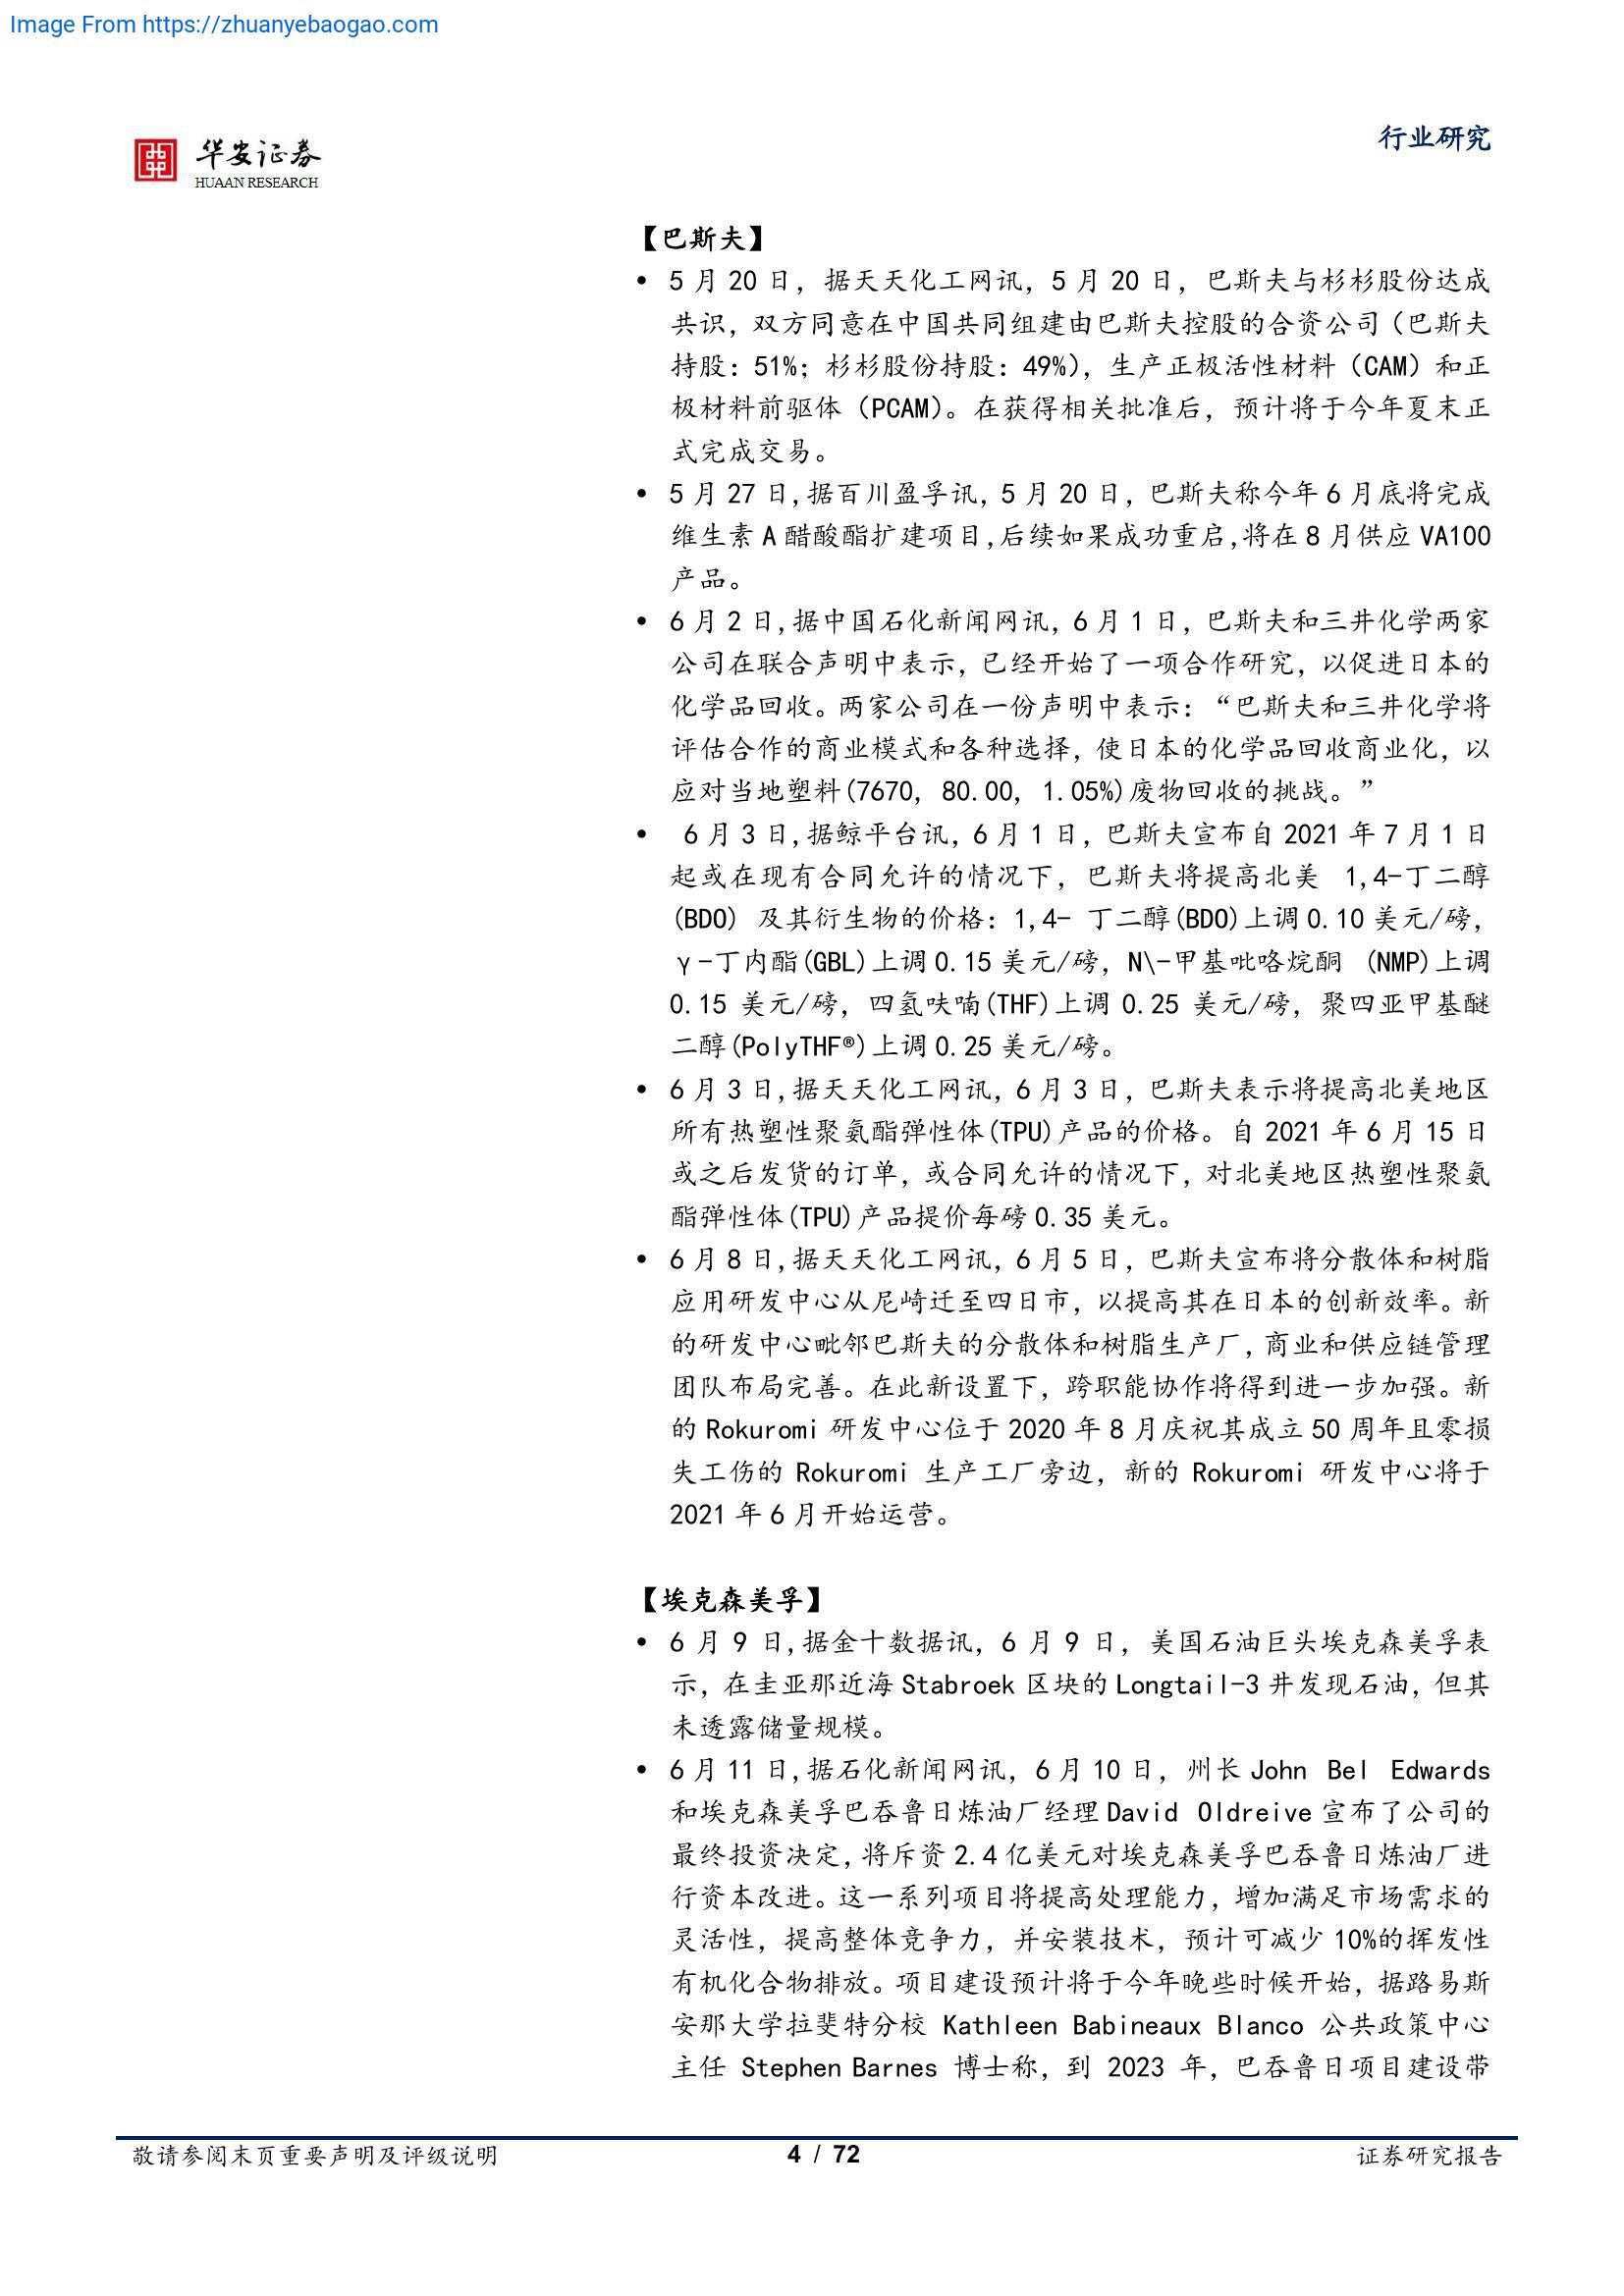 Image From https://zhuanyebaogao.com
华安证券
HUAAN RESEARCH
行业研究
【巴斯夫】
• 5 月 20 日，据天天化工网讯，5 月 20 日，巴斯夫与杉杉股份达成
共识，双方同意在中国共同组建由巴斯夫控股的合资公司（巴斯夫
持股：51%；杉杉股份持股：49%），生产正极活性材料（CAM）和正
极材料前驱体（PCAM）。在获得相关批准后，预计将于今年夏末正
式完成交易。
• 5 月 27 日,据百川盈孚讯，5 月 20 日，巴斯夫称今年 6 月底将完成
维生素 A 醋酸酯扩建项目,后续如果成功重启,将在 8 月供应 VA100
产品。
• 6 月 2 日,据中国石化新闻网讯，6 月 1 日，巴斯夫和三井化学两家
公司在联合声明中表示，已经开始了一项合作研究，以促进日本的
化学品回收。两家公司在一份声明中表示：“巴斯夫和三井化学将
评估合作的商业模式和各种选择，使日本的化学品回收商业化，以
应对当地塑料(7670, 80.00, 1.05%)废物回收的挑战。”
• 6 月 3 日,据鲸平台讯，6 月 1 日，巴斯夫宣布自 2021 年 7 月 1 日
起或在现有合同允许的情况下，巴斯夫将提高北美 1,4-丁二醇
(BDO) 及其衍生物的价格：1,4- 丁二醇(BDO)上调 0.10 美元/磅，
γ-丁内酯(GBL)上调 0.15 美元/磅，N\-甲基吡咯烷酮 (NMP)上调
0.15 美元/磅，四氢呋喃(THF)上调 0.25 美元/磅，聚四亚甲基醚
二醇(PolyTHF®)上调 0.25 美元/磅。
• 6 月 3 日,据天天化工网讯，6 月 3 日，巴斯夫表示将提高北美地区
所有热塑性聚氨酯弹性体(TPU)产品的价格。自 2021 年 6 月 15 日
或之后发货的订单，或合同允许的情况下，对北美地区热塑性聚氨
酯弹性体(TPU)产品提价每磅 0.35 美元。
• 6 月 8 日,据天天化工网讯，6 月 5 日，巴斯夫宣布将分散体和树脂
应用研发中心从尼崎迁至四日市，以提高其在日本的创新效率。新
的研发中心毗邻巴斯夫的分散体和树脂生产厂,商业和供应链管理
团队布局完善。在此新设置下，跨职能协作将得到进一步加强。新
的 Rokuromi 研发中心位于 2020 年 8 月庆祝其成立 50 周年且零损
失工伤的 Rokuromi 生产工厂旁边，新的 Rokuromi 研发中心将于
2021 年 6 月开始运营。
【埃克森美孚】
• 6 月 9 日,据金十数据讯，6 月 9 日，美国石油巨头埃克森美孚表
示，在圭亚那近海 Stabroek 区块的 Longtail-3 井发现石油，但其
未透露储量规模。
• 6 月 11 日,据石化新闻网讯，6 月 10 日，州长 John Bel Edwards
和埃克森美孚巴吞鲁日炼油厂经理 David Oldreive 宣布了公司的
最终投资决定,将斥资 2.4 亿美元对埃克森美孚巴吞鲁日炼油厂进
行资本改进。这一系列项目将提高处理能力，增加满足市场需求的
灵活性，提高整体竞争力，并安装技术，预计可减少 10%的挥发性
有机化合物排放。项目建设预计将于今年晚些时候开始，据路易斯
安那大学拉斐特分校 Kathleen Babineaux Blanco 公共政策中心
主任 Stephen Barnes 博士称，到 2023 年，巴吞鲁日项目建设带
敬请参阅末页重要声明及评级说明
4 / 72
证券研究报告